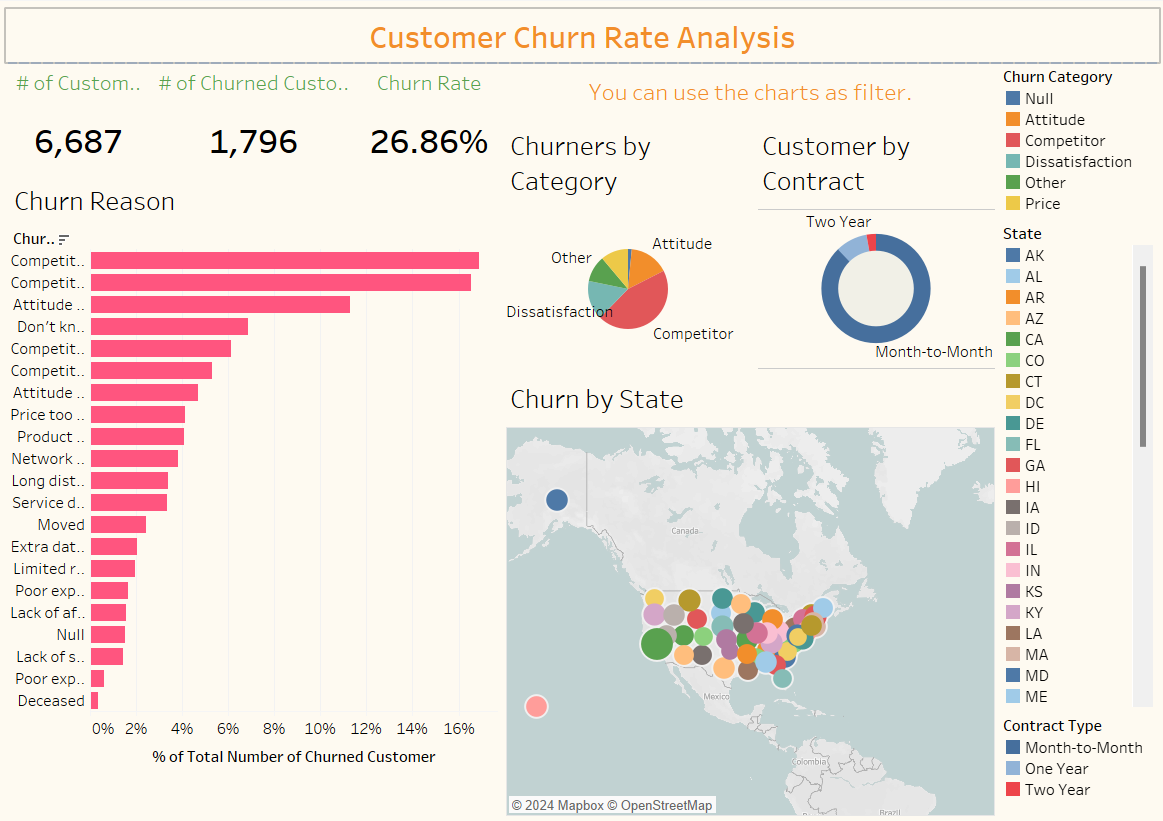 Customer Churn Rate Analysis
# of Custom..
# of Churned Custo..
Churn Rate
6,687
1,796
26.86%
You can use the charts as filter.
Churn Reason
Chur..
Competit..
Competit..
Attitude ..
Don't kn..
Competit..
Competit..
Attitude ..
Price too ..
Product ..
Network ..
Long dist..
Service d..
Moved
Extra dat..
Limited r..
Poor exp..
Lack of af..
Null
Lack of s..
Poor exp..
Deceased
0% 2% 4% 6% 8% 10% 12% 14% 16%
% of Total Number of Churned Customer
Churners by
Category
Attitude
Other
Dissatisfaction
Competitor
Customer by
Contract
Two Year
Month-to-Month
Churn by State
Canada
Mexico
Colombia
Brazil
© 2024 Mapbox © OpenStreetMap
Churn Category
Null
Attitude
Competitor
Dissatisfaction
Other
Price
State
AK
AL
AR
AZ
CA
CO
CT
DC
DE
FL
GA
HI
IA
ID
IL
IN
KS
KY
LA
MA
MD
ME
Contract Type
Month-to-Month
One Year
Two Year